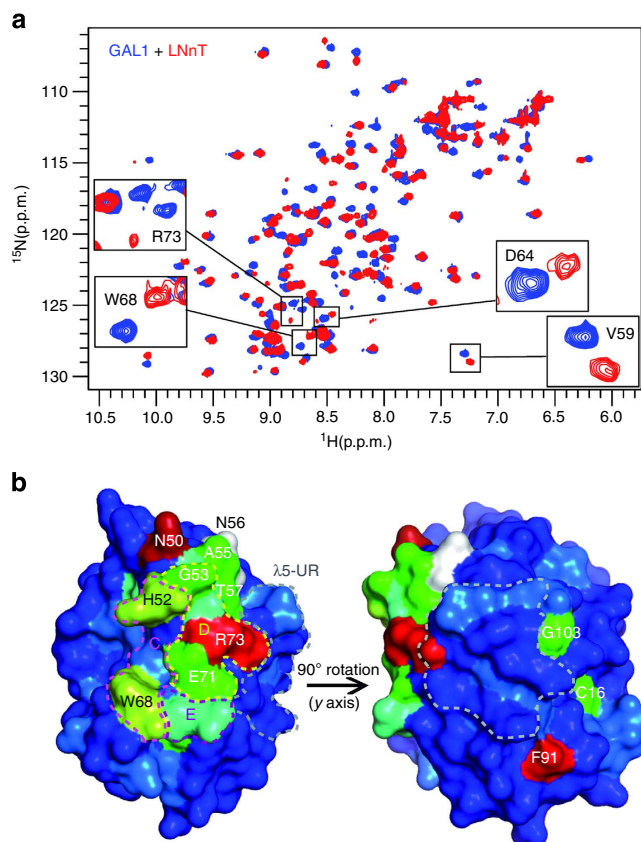 a
GAL1 + LNnT
110
115
120
125
130
¹⁵N(p.p.m.)
R73
W68
D64
V59
10.5 10.0 9.5 9.0 8.5 8.0 7.5 7.0 6.5 6.0
¹H(p.p.m.)
b
N50
N56
A55
G53
λ5-UR
H52
T57
D
C
R73
E71
W68
E
90° rotation
(y axis)
G103
C16
F91